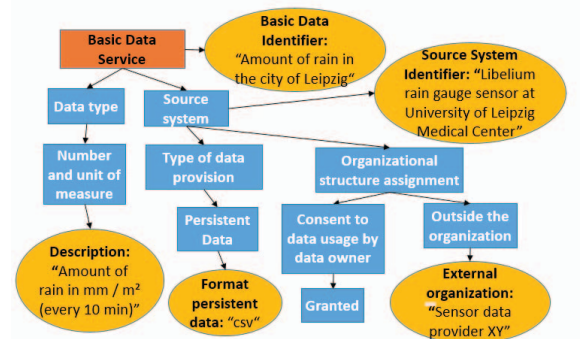 Basic Data
Service
Basic Data
Identifier:
“Amount of rain in
the city of Leipzig“
Source System
Identifier: “Libelium
rain gauge sensor at
University of Leipzig
Medical Center”
Data type
Source
system
Number
and unit of
measure
Type of data
provision
Organizational
structure assignment
Persistent
Data
Consent to
data usage by
data owner
Outside the
organization
Description:
“Amount of
rain in mm / m²
(every 10 min)”
Format
persistent
data: “csv“
Granted
External
organization:
“Sensor data
provider XY”